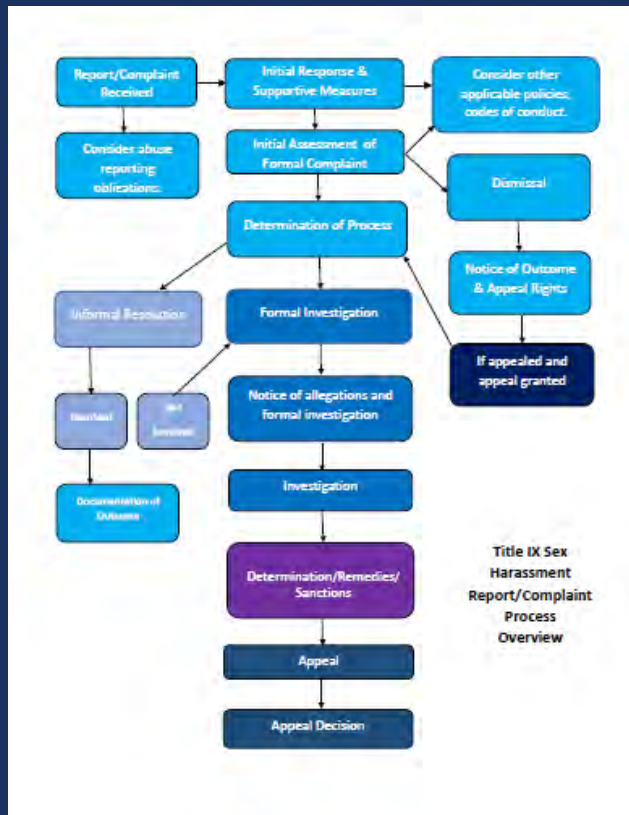 Report/Complaint
Received
Initial Response &
Supportive Measures
Consider other
applicable policies,
codes of conduct.
Consider abuse
reporting
obligations.
Initial Assessment of
Formal Complaint
Dismissal
Determination of Process
Notice of Outcome
& Appeal Rights
Informal Resolution
Formal Investigation
If appealed and
appeal granted
Notice of allegations and
formal investigation
Documentation of
Outcome
Investigation
Determination/Remedies/
Sanctions
Title IX Sex
Harassment
Report/Complaint
Process
Overview
Appeal
Appeal Decision